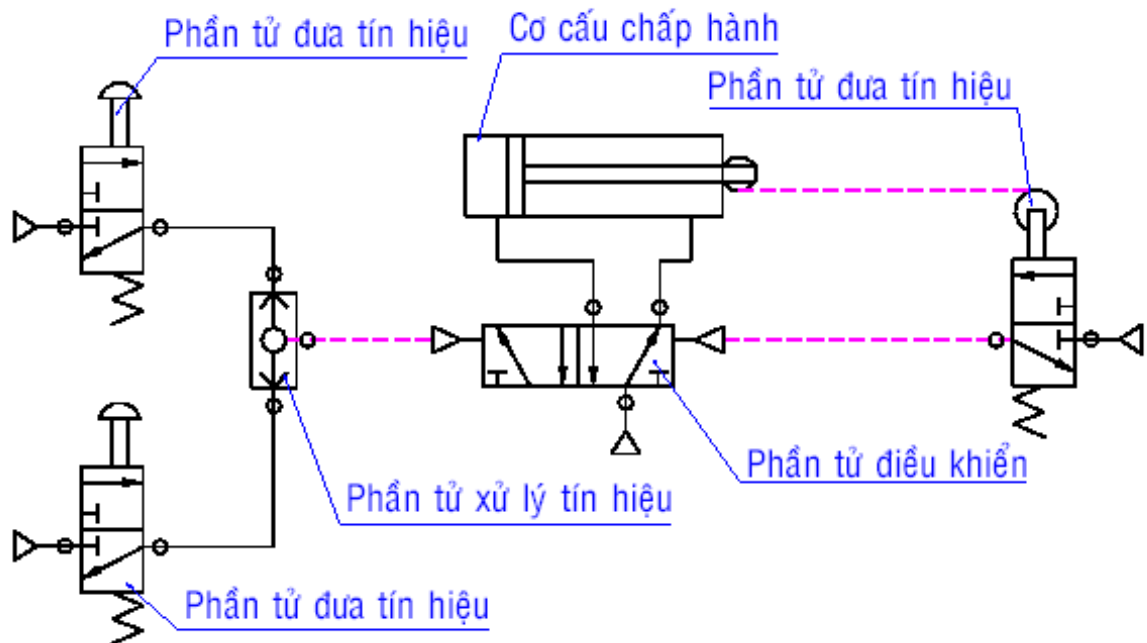 Phần tử đưa tín hiệu
Cơ cấu chấp hành
Phần tử đưa tín hiệu
Phần tử điều khiển
Phần tử xử lý tín hiệu
Phần tử đưa tín hiệu